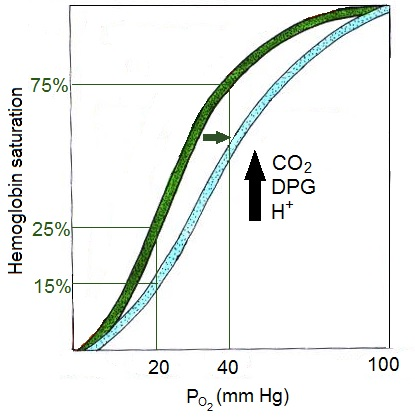 Hemoglobin saturation
75%
25%
15%
CO2
DPG
H+
20 40 100
PO2 (mm Hg)